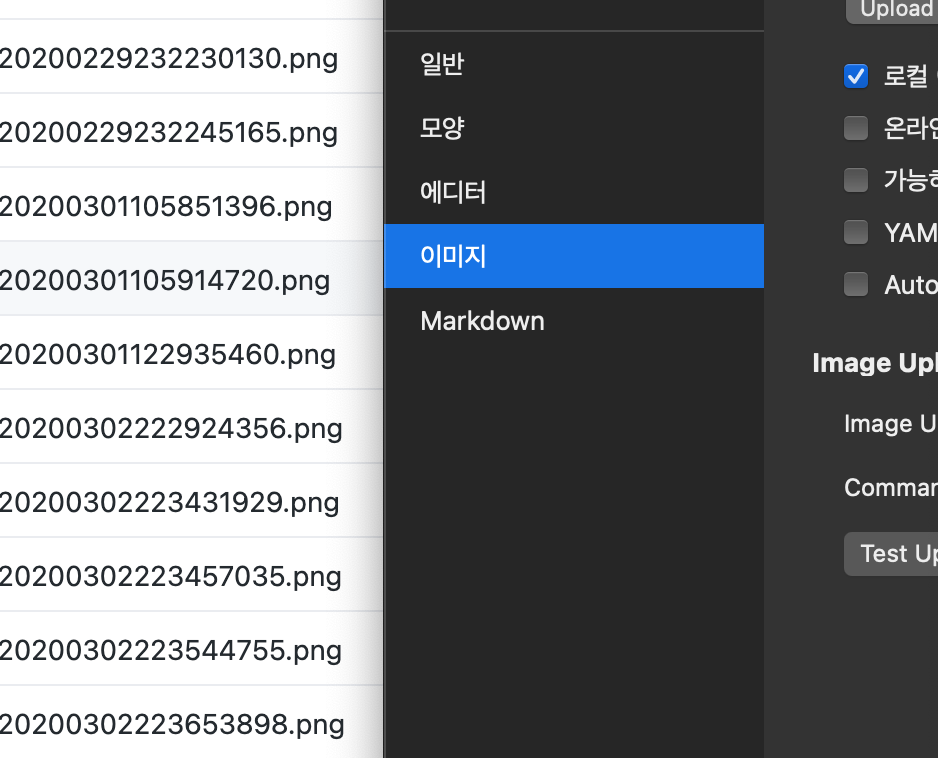 20200229232230130.png
20200229232245165.png
20200301105851396.png
20200301105914720.png
20200301122935460.png
20200302222924356.png
20200302223431929.png
20200302223457035.png
20200302223544755.png
20200302223653898.png
일반
모양
에디터
이미지
Markdown
Upload
로컬
온라인
가능하
YAM
Auto
Image Upl
Image U
Comman
Test Up